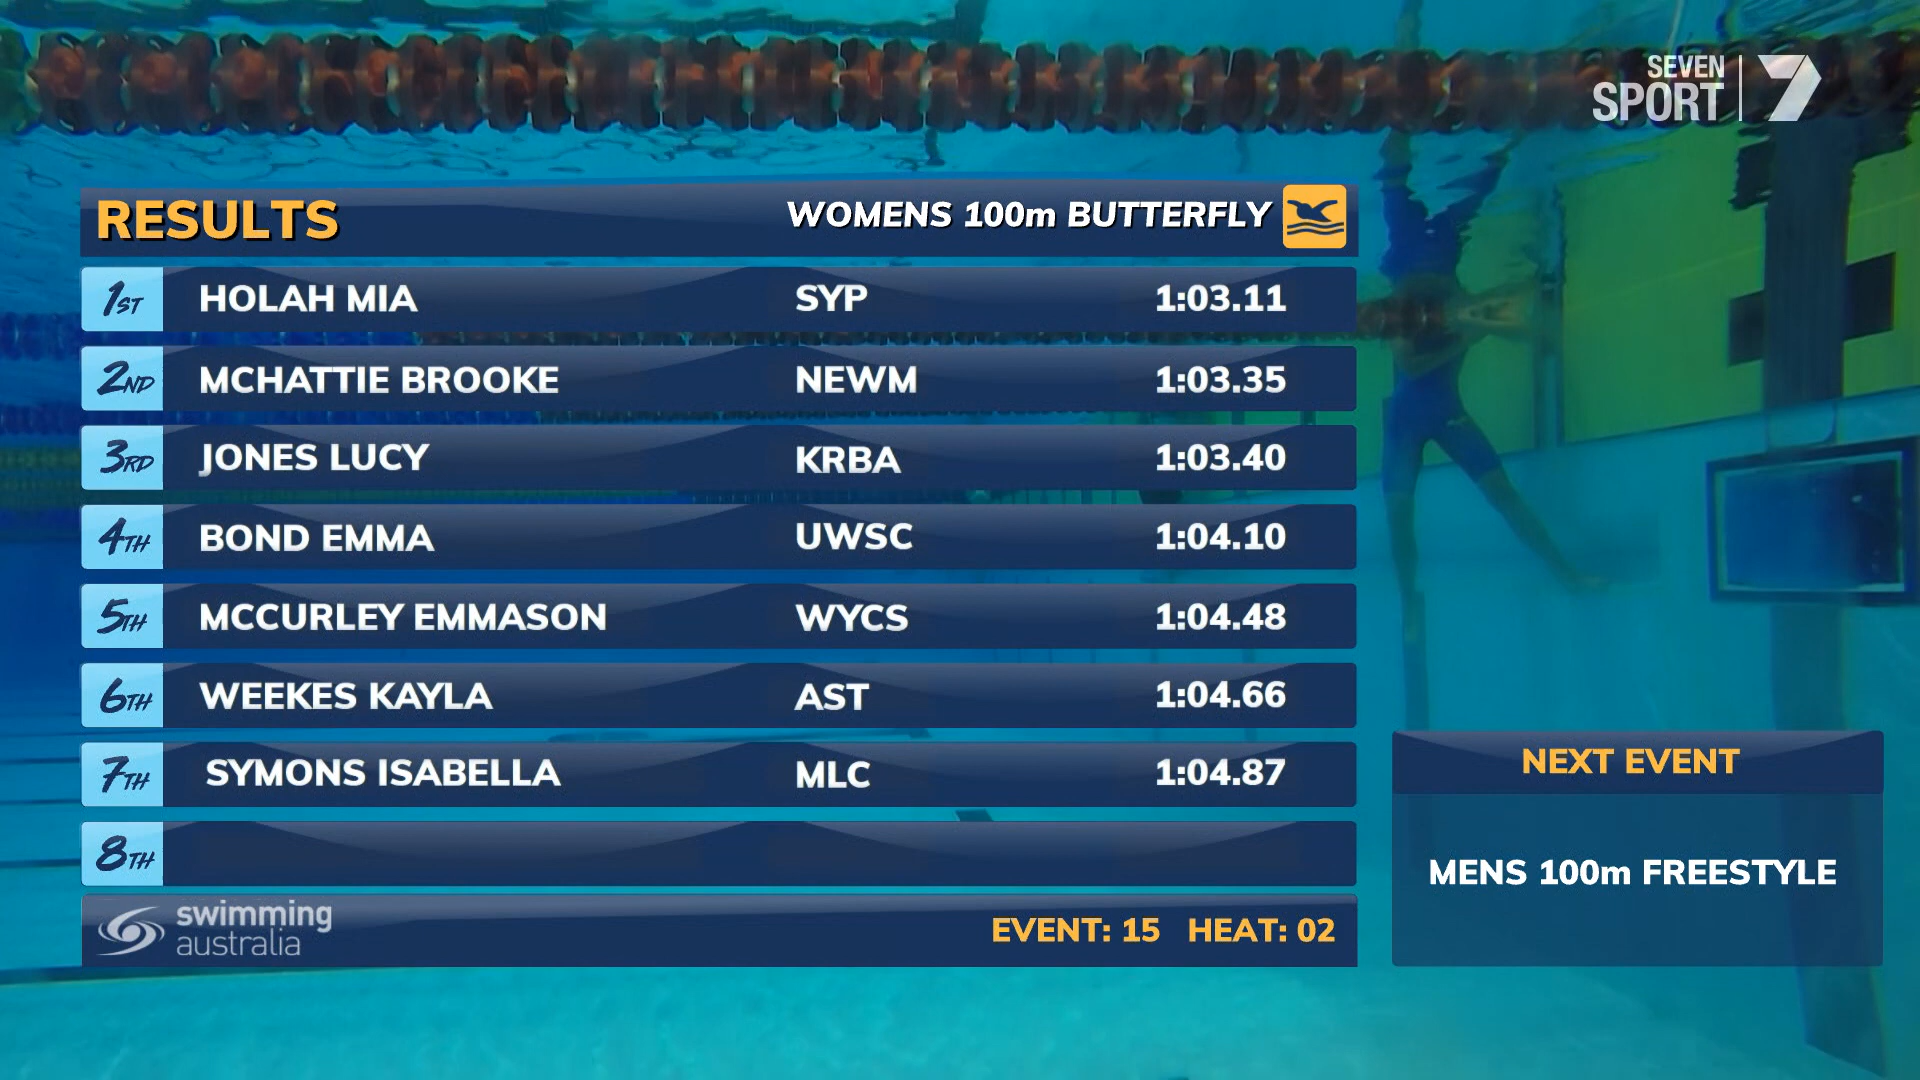 SEVEN
SPORT 7
RESULTS WOMENS 100m BUTTERFLY
1ST HOLAH MIA SYP 1:03.11
2ND MCHATTIE BROOKE NEWM 1:03.35
3RD JONES LUCY KRBA 1:03.40
4TH BOND EMMA UWSC 1:04.10
5TH MCCURLEY EMMASON WYCS 1:04.48
6TH WEEKES KAYLA AST 1:04.66
7TH SYMONS ISABELLA MLC 1:04.87
8TH
swimming
australia
EVENT: 15 HEAT: 02
NEXT EVENT
MENS 100m FREESTYLE